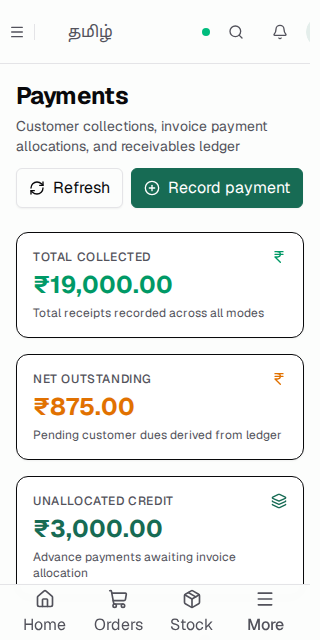 தமிழ்
Payments
Customer collections, invoice payment
allocations, and receivables ledger
Refresh
Record payment
TOTAL COLLECTED
₹
₹19,000.00
Total receipts recorded across all modes
NET OUTSTANDING
₹
₹875.00
Pending customer dues derived from ledger
UNALLOCATED CREDIT
₹3,000.00
Advance payments awaiting invoice
allocation
Home
Orders
Stock
More